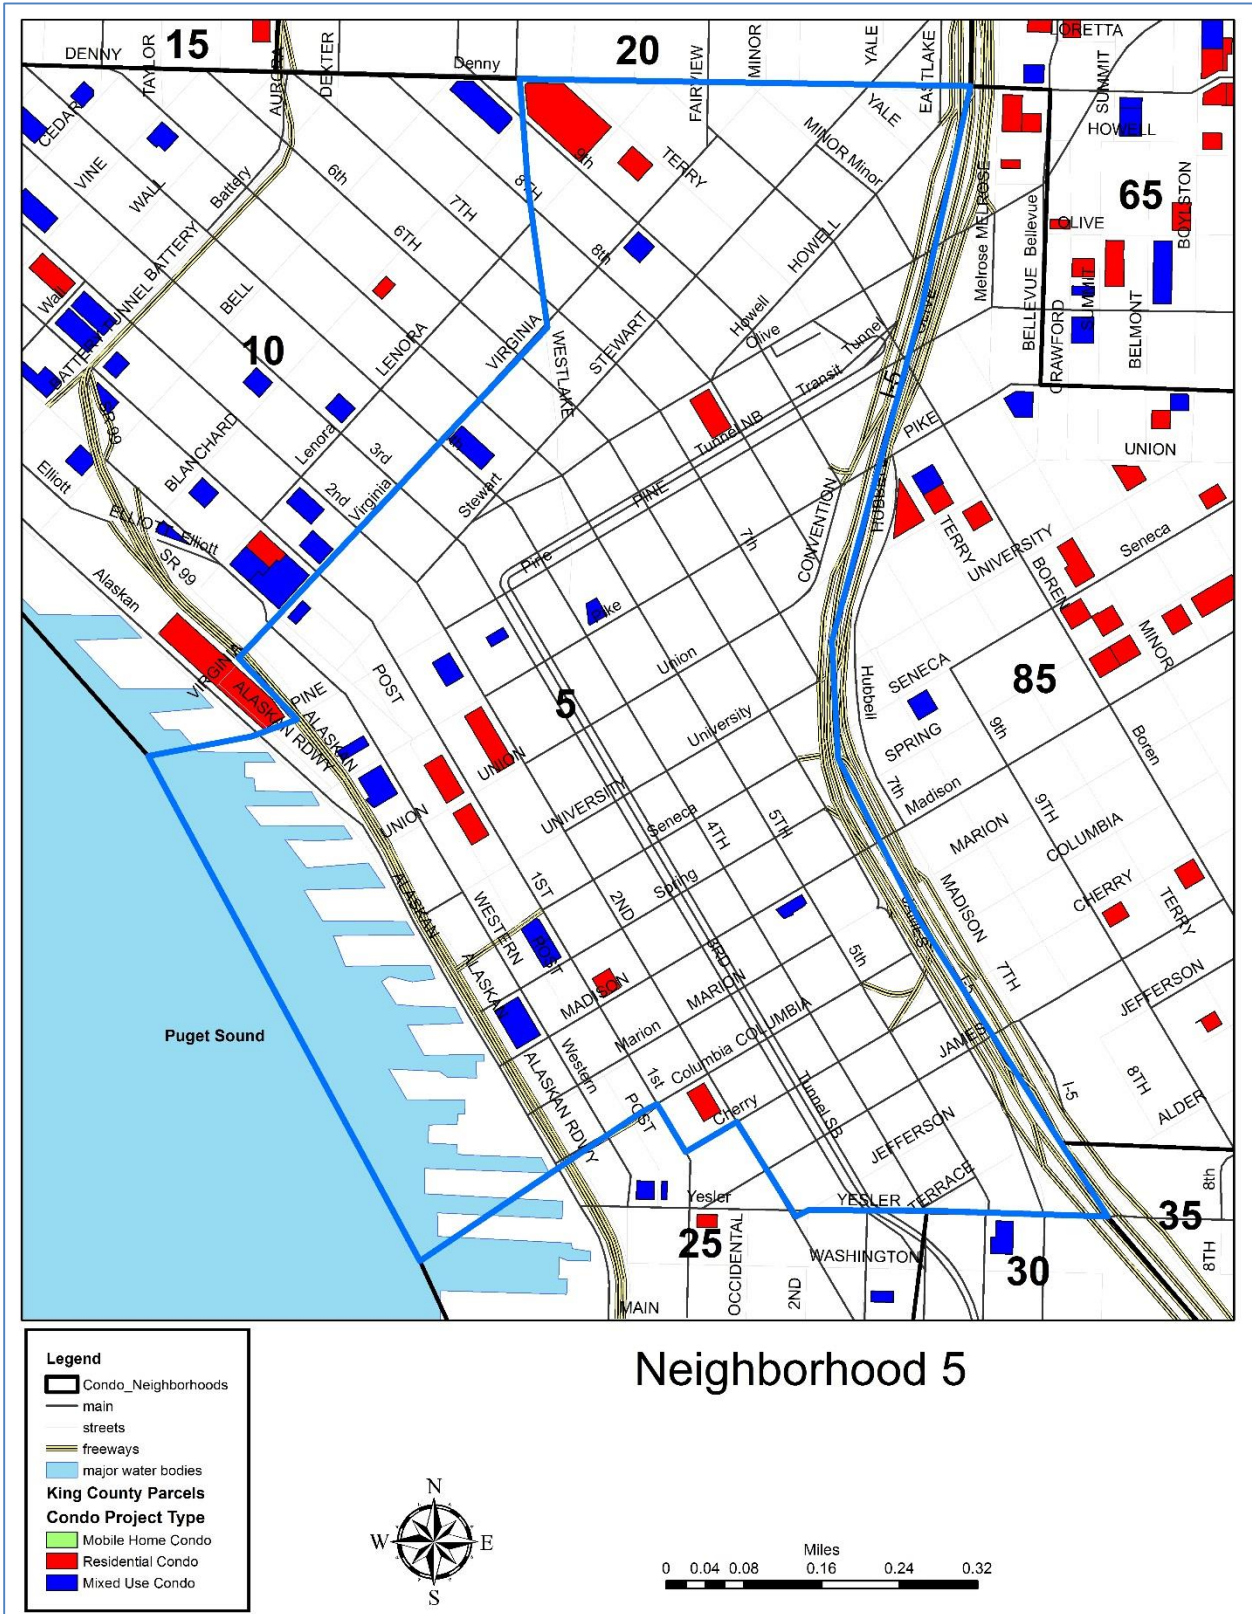 15
20
DENNY
TAYLOR
AURORA
DEXTER
Denny
FAIRVIEW
MINOR
YALE
EASTLAKE
LORETTA
SUMMIT
CEDAR
VINE
WALL
Battery
6th
7TH
6TH
8TH
9th
TERRY
YALE
MINOR Minor
HOWELL
65
BOYLSTON
OLIVE
Melrose MELROSE
BELLEVUE Bellevue
SUMMIT
CRAWFORD
BELMONT
8th
HOWELL
Wall
BATTERY TUNNEL BATTERY
BELL
10
LENORA
VIRGINIA
WESTLAKE
STEWART
Howell
Olive
Transit
Tunnel
OLIVE
I-5
PIKE
UNION
SR 99
Elliott
BLANCHARD
Lenora
3rd
4th
2nd
Virginia
Stewart
Tunnel NB
PINE
7th
CONVENTION
HUBBELL
TERRY
UNIVERSITY
BOREN
Seneca
MINOR
ELLIOTT
Elliott
SR 99
Alaskan
Pine
Pike
Union
VIRGINIA
ALASKAN RDWY
PINE
ALASKAN
POST
5
University
Hubbell
SENECA
SPRING
85
9th
Boren
UNION
UNION
UNIVERSITY
Seneca
Spring
4TH
5TH
7th
Madison
MARION
9TH
COLUMBIA
CHERRY
TERRY
ALASKAN
WESTERN
1ST
2ND
POST
MADISON
3RD
MARION
5th
JAMES
MADISON
I-5
7TH
JEFFERSON
ALASKAN
Western
Marion
Columbia COLUMBIA
Puget Sound
ALASKAN RDWY
POST
1st
Cherry
Tunnel SB
JEFFERSON
JAMES
I-5
8TH
ALDER
Yesler
YESLER
TERRACE
8th
35
25
OCCIDENTAL
WASHINGTON
30
8TH
MAIN
2ND
Neighborhood 5
Legend
Condo_Neighborhoods
main
streets
freeways
major water bodies
King County Parcels
Condo Project Type
Mobile Home Condo
Residential Condo
Mixed Use Condo
N
W
E
S
Miles
0 0.04 0.08 0.16 0.24 0.32